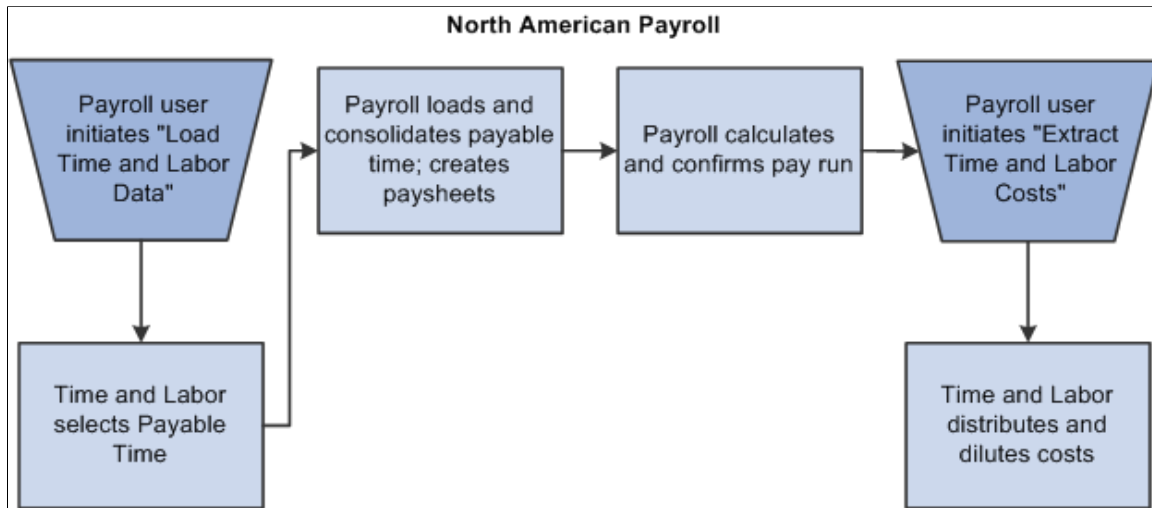 North American Payroll
Payroll user
initiates "Load
Time and Labor
Data"
Time and Labor
selects Payable
Time
Payroll loads and
consolidates payable
time; creates
paysheets
Payroll calculates
and confirms pay run
Payroll user
initiates "Extract
Time and Labor
Costs"
Time and Labor
distributes and
dilutes costs